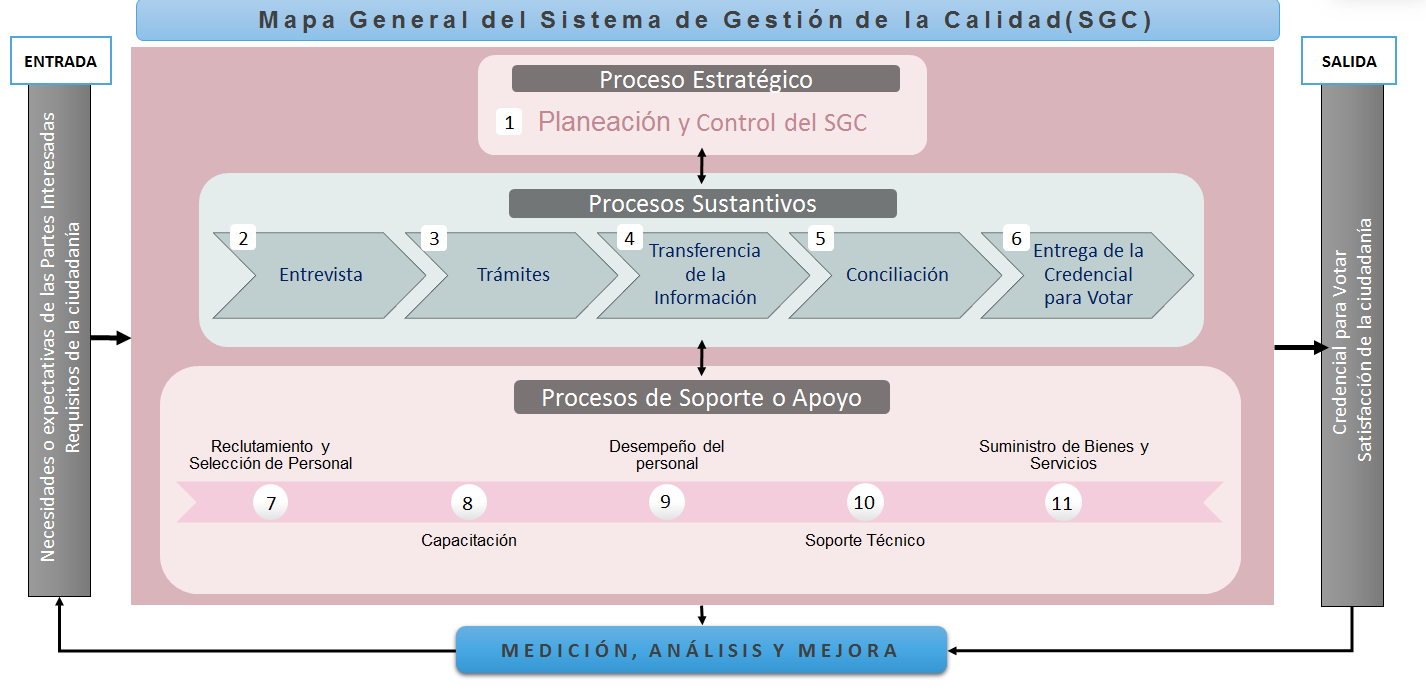 Mapa General del Sistema de Gestión de la Calidad(SGC)
ENTRADA
Necesidades o expectativas de las Partes Interesadas
Requisitos de la ciudadanía
Proceso Estratégico
1 Planeación y Control del SGC
Procesos Sustantivos
2
Entrevista
3
Trámites
4
Transferencia
de la
Información
5
Conciliación
6
Entrega de la
Credencial
para Votar
Procesos de Soporte o Apoyo
Reclutamiento y
Selección de Personal
7
8
Capacitación
Desempeño del
personal
9
10
Soporte Técnico
Suministro de Bienes y
Servicios
11
SALIDA
Credencial para Votar
Satisfacción de la ciudadanía
MEDICIÓN, ANÁLISIS Y MEJORA